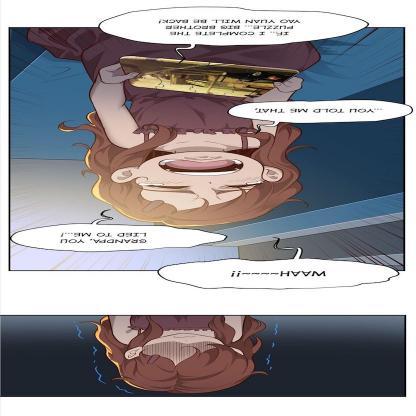 WAAH~~~~!!
GRANDPA, YOU
LIED TO ME...!
...YOU TOLD ME THAT,
IF... I COMPLETE THE
PUZZLE... BIG BROTHER
YAO YUAN WILL BE BACK!